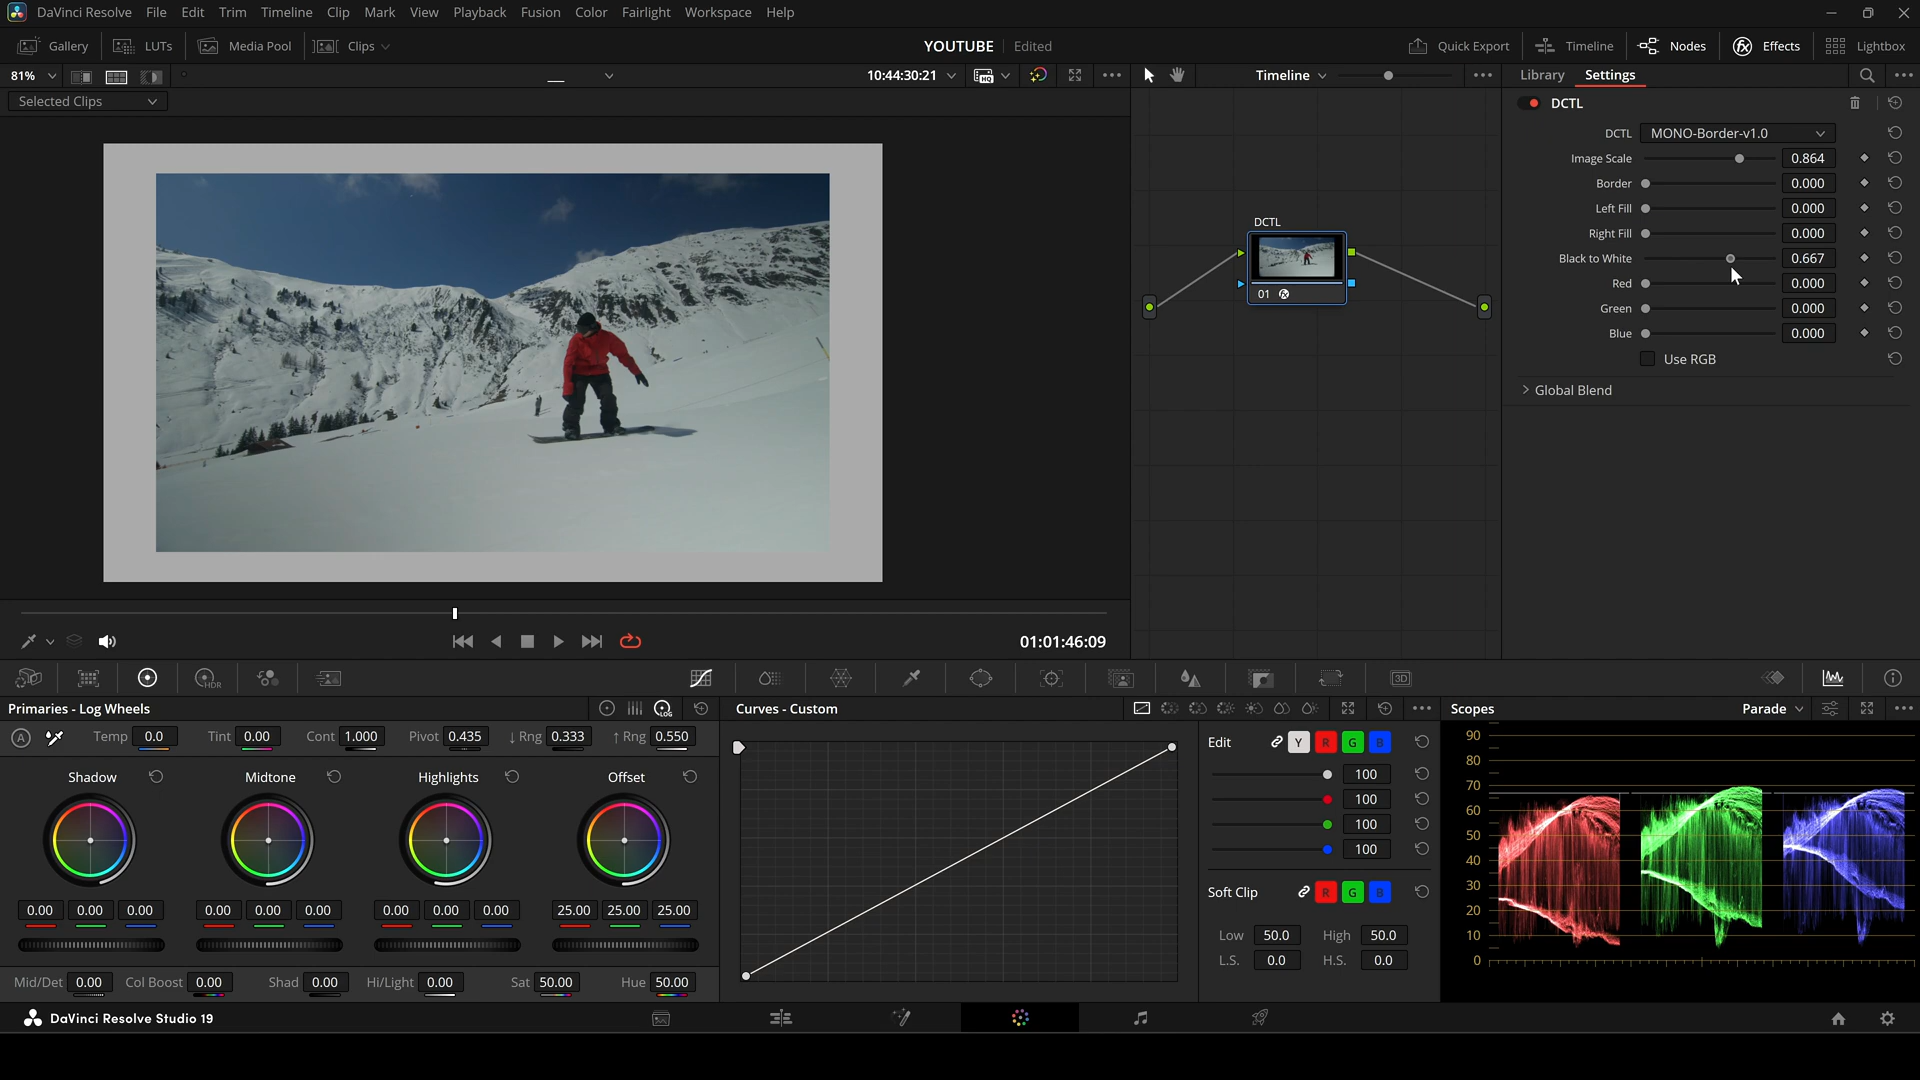 DaVinci Resolve File Edit Trim Timeline Clip Mark View Playback Fusion Color Fairlight Workspace Help
Gallery LUTs Media Pool Clips YOUTUBE Edited Quick Export Timeline Nodes Effects Lightbox
81% 10:44:30:21 HQ Timeline Library Settings
Selected Clips
DCTL
DCTL MONO-Border-v1.0
Image Scale 0.864
Border 0.000
Left Fill 0.000
Right Fill 0.000
Black to White 0.667
Red 0.000
Green 0.000
Blue 0.000
Use RGB
Global Blend
DCTL
01
01:01:46:09
HDR
3D
Primaries - Log Wheels LOG
Curves - Custom
Scopes Parade
A Temp 0.0 Tint 0.00 Cont 1.000 Pivot 0.435 ↓ Rng 0.333 ↑ Rng 0.550
Shadow Midtone Highlights Offset
0.00 0.00 0.00 0.00 0.00 0.00 0.00 0.00 0.00 25.00 25.00 25.00
Mid/Det 0.00 Col Boost 0.00 Shad 0.00 Hi/Light 0.00 Sat 50.00 Hue 50.00
Edit Y R G B
100
100
100
100
Soft Clip R G B
Low 50.0 High 50.0
L.S. 0.0 H.S. 0.0
90
80
70
60
50
40
30
20
10
0
DaVinci Resolve Studio 19